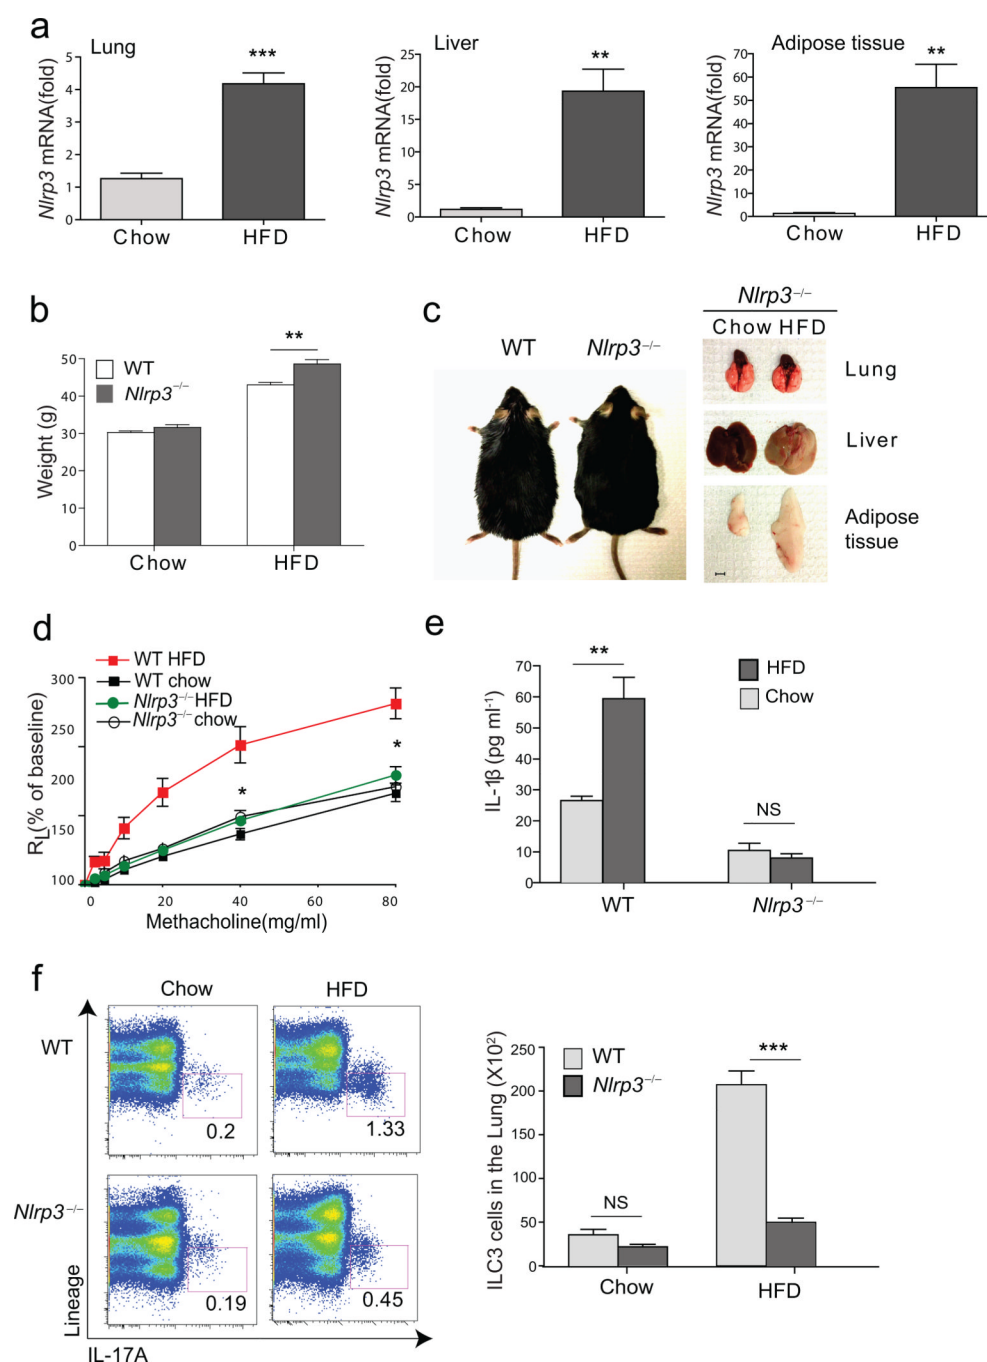 a
Lung
Nlrp3 mRNA(fold)
5
4
3
2
1
0
***
Chow HFD
Liver
Nlrp3 mRNA(fold)
25
20
15
10
5
0
**
Chow HFD
Adipose tissue
Nlrp3 mRNA(fold)
70
60
50
40
30
20
10
0
**
Chow HFD
b
WT
Nlrp3–/–
**
Weight (g)
50
40
30
20
10
0
Chow HFD
c
WT Nlrp3–/–
Nlrp3–/–
Chow HFD
Lung
Liver
Adipose
tissue
d
WT HFD
WT chow
Nlrp3–/–HFD
Nlrp3–/– chow
RL(% of baseline)
300
250
200
150
100
*
*
0 20 40 60 80
Methacholine(mg/ml)
e
HFD
Chow
IL-1β (pg ml-1)
70
60
50
40
30
20
10
0
**
NS
WT Nlrp3–/–
f
Chow HFD
WT
0.2
1.33
Nlrp3–/–
0.19
0.45
Lineage
IL-17A
WT
Nlrp3–/–
ILC3 cells in the Lung (X102)
250
200
150
100
50
0
NS
***
Chow HFD